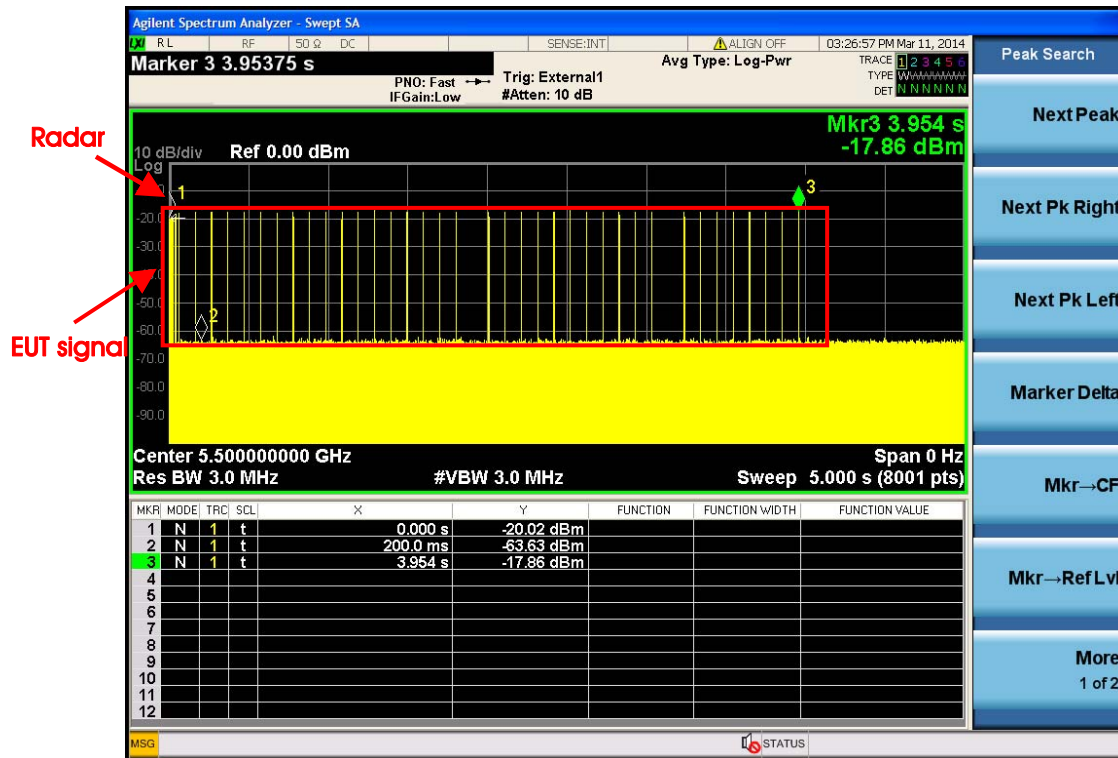 Agilent Spectrum Analyzer - Swept SA
LXI RL RF 50 Ω DC SENSE:INT ALIGN OFF 03:26:57 PM Mar 11, 2014
Marker 3 3.95375 s
PNO: Fast
IFGain:Low
Trig: External1
#Atten: 10 dB
Avg Type: Log-Pwr
TRACE 1 2 3 4 5 6
TYPE
DET N N N N N N
Mkr3 3.954 s
-17.86 dBm
10 dB/div
Log
Ref 0.00 dBm
Radar
EUT signal
1
2
3
-20.0
-30.0
-50.0
-60.0
-70.0
-80.0
-90.0
Center 5.500000000 GHz Span 0 Hz
Res BW 3.0 MHz #VBW 3.0 MHz Sweep 5.000 s (8001 pts)
MKR MODE TRC SCL X Y FUNCTION FUNCTION WIDTH FUNCTION VALUE
1 N 1 t 0.000 s -20.02 dBm
2 N 1 t 200.0 ms -63.63 dBm
3 N 1 t 3.954 s -17.86 dBm
4
5
6
7
8
9
10
11
12
MSG STATUS
Peak Search
Next Peak
Next Pk Right
Next Pk Left
Marker Delta
Mkr→CF
Mkr→Ref Lvl
More
1 of 2